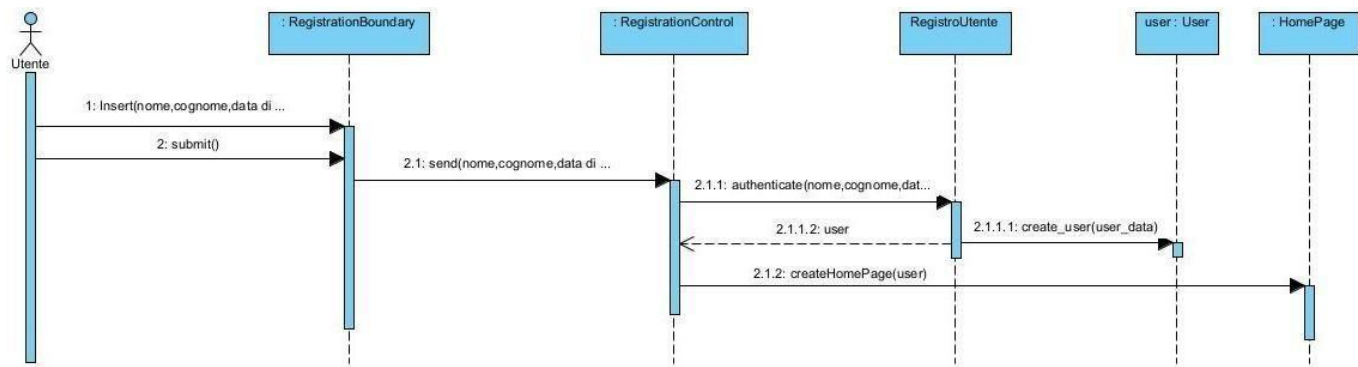 : RegistrationBoundary
: RegistrationControl
RegistroUtente
user : User
: HomePage
Utente
1: Insert(nome,cognome,data di ...
2: submit()
2.1: send(nome,cognome,data di ...
2.1.1: authenticate(nome,cognome,dat...
2.1.1.2: user
2.1.1.1: create_user(user_data)
2.1.2: createHomePage(user)